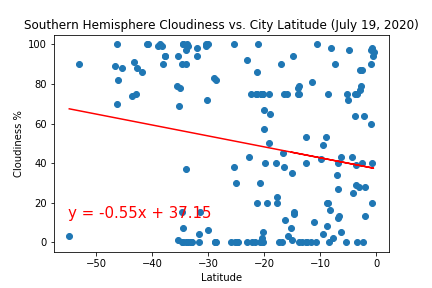 Southern Hemisphere Cloudiness vs. City Latitude (July 19, 2020)
100
80
60
40
20
0
Cloudiness %
y = -0.55x + 37.15
−50 −40 −30 −20 −10 0
Latitude